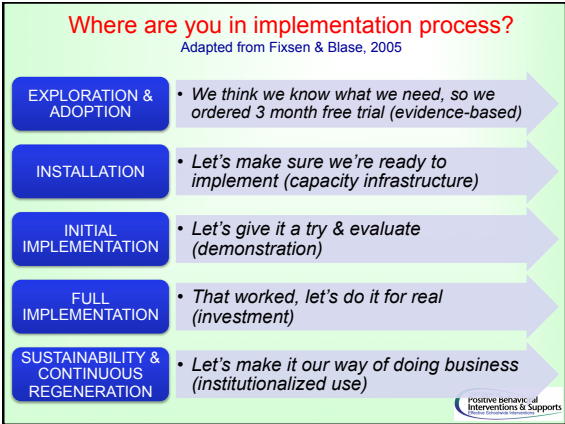 Where are you in implementation process?
Adapted from Fixsen & Blase, 2005
EXPLORATION &
ADOPTION
• We think we know what we need, so we
ordered 3 month free trial (evidence-based)
INSTALLATION
• Let's make sure we're ready to
implement (capacity infrastructure)
INITIAL
IMPLEMENTATION
• Let's give it a try & evaluate
(demonstration)
FULL
IMPLEMENTATION
• That worked, let's do it for real
(investment)
SUSTAINABILITY &
CONTINUOUS
REGENERATION
• Let's make it our way of doing business
(institutionalized use)
Positive Behavioral
Interventions & Supports
Effective Schoolwide Interventions